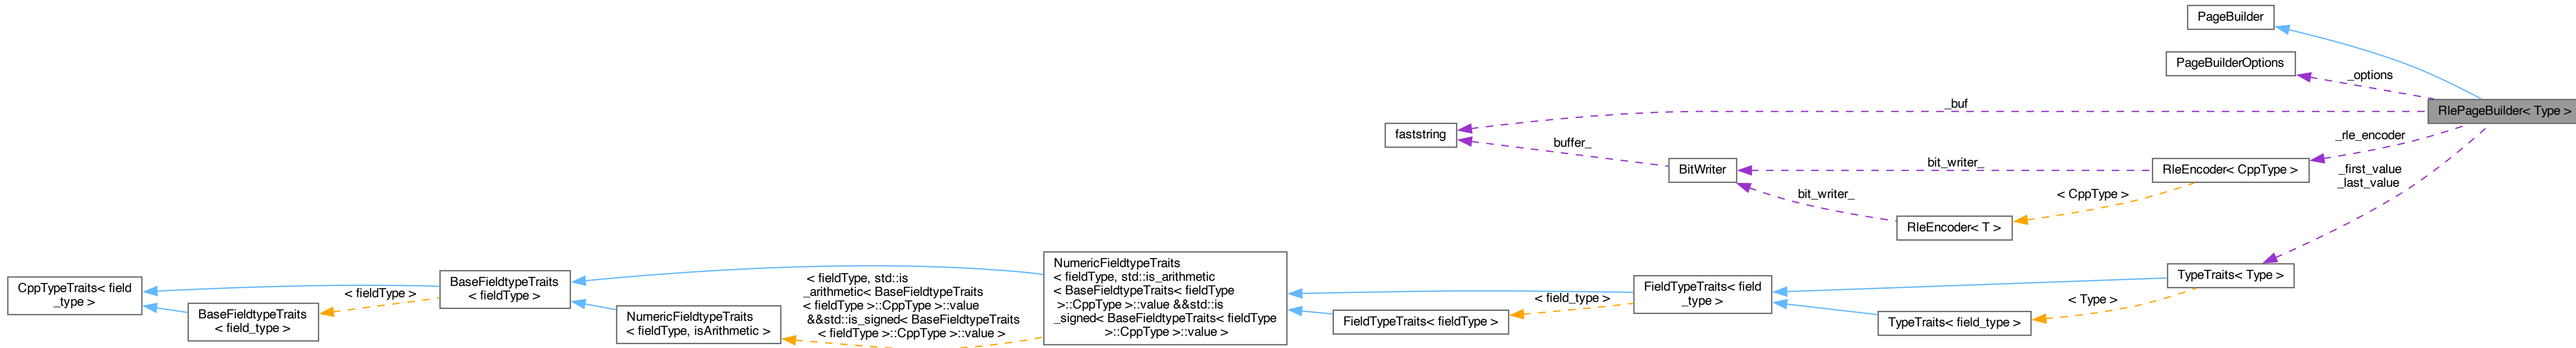 PageBuilder
PageBuilderOptions
_options
_buf
RlePageBuilder< Type >
faststring
buffer_
_rle_encoder
BitWriter
bit_writer_
RleEncoder< CppType >
_first_value
_last_value
bit_writer_
< CppType >
RleEncoder< T >
CppTypeTraits< field
_type >
BaseFieldtypeTraits
< field_type >
< fieldType >
BaseFieldtypeTraits
< fieldType >
NumericFieldtypeTraits
< fieldType, isArithmetic >
< fieldType, std::is
_arithmetic< BaseFieldtypeTraits
< fieldType >::CppType >::value
&&std::is_signed< BaseFieldtypeTraits
< fieldType >::CppType >::value >
NumericFieldtypeTraits
< fieldType, std::is_arithmetic
< BaseFieldtypeTraits< fieldType
>::CppType >::value &&std::is
_signed< BaseFieldtypeTraits< fieldType
>::CppType >::value >
FieldTypeTraits< fieldType >
< field_type >
FieldTypeTraits< field
_type >
TypeTraits< field_type >
< Type >
TypeTraits< Type >